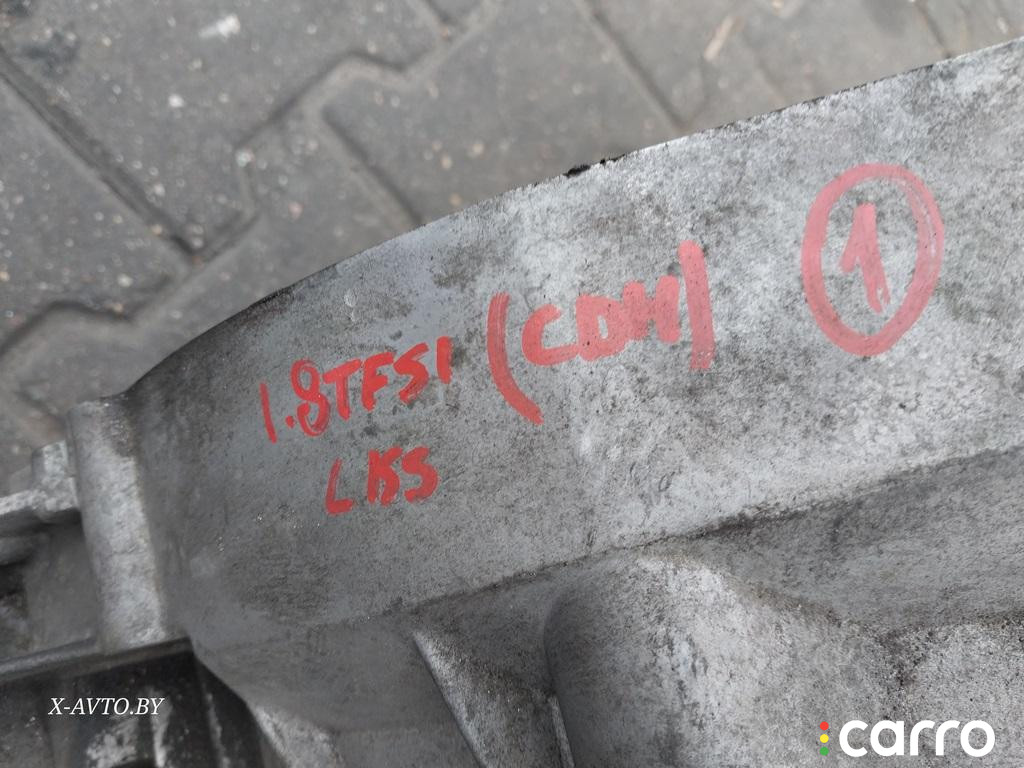 1.8TFSI (CDH) 1
LKS
X-AVTO.BY
carro